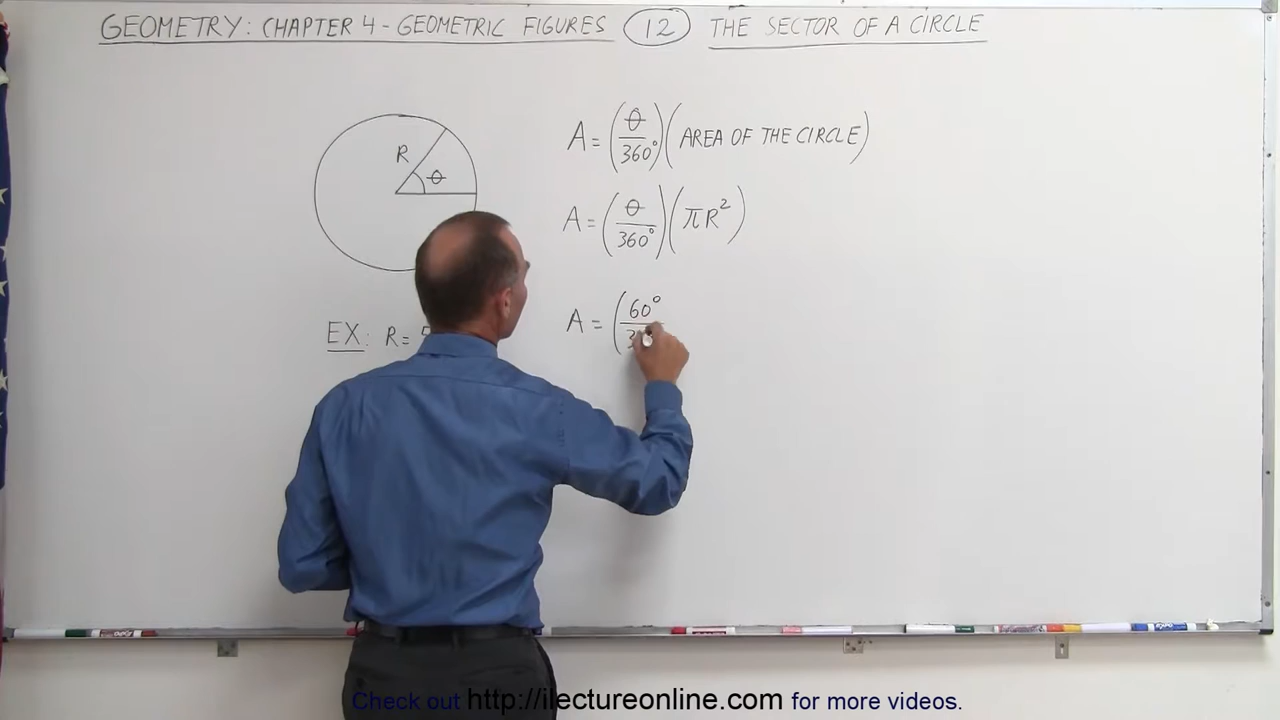 GEOMETRY: CHAPTER 4 - GEOMETRIC FIGURES 12 THE SECTOR OF A CIRCLE
A = (θ/360°)(AREA OF THE CIRCLE)
R θ
A = (θ/360°)(πR²)
A = (60°/3
EX: R =
Check out http://ilectureonline.com for more videos.